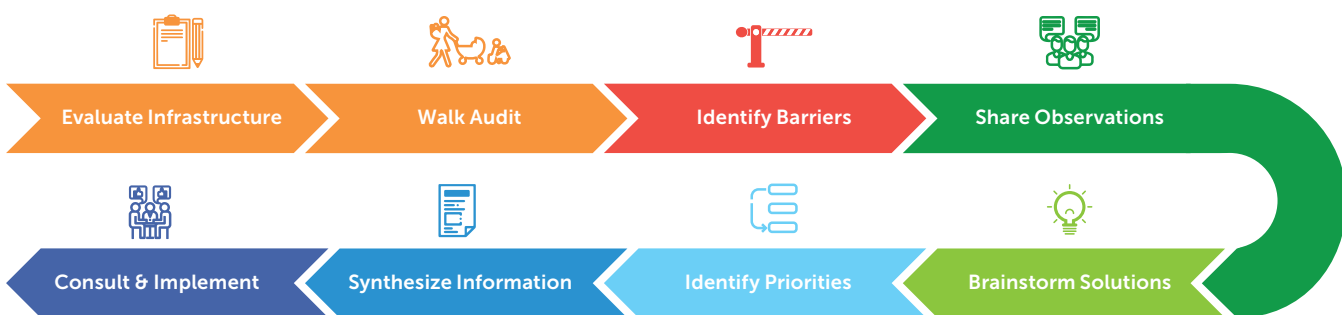 Evaluate Infrastructure
Walk Audit
Identify Barriers
Share Observations
Brainstorm Solutions
Identify Priorities
Synthesize Information
Consult & Implement